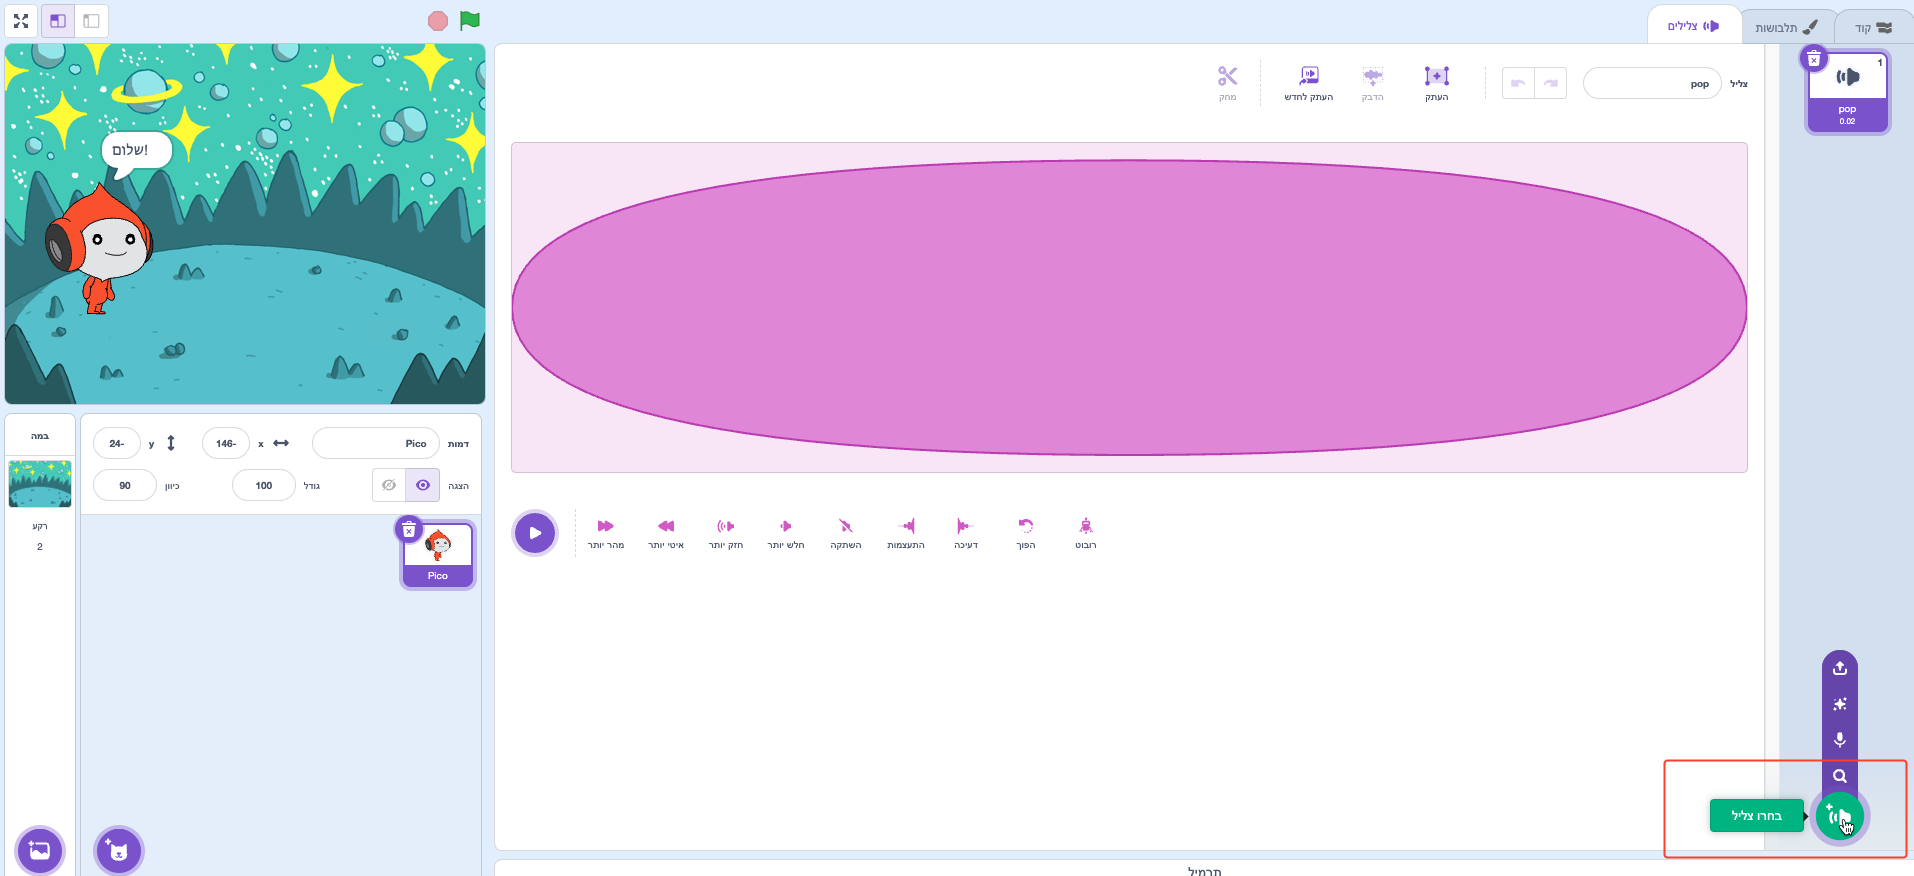 קוד
תלבושות
צלילים
צליל
pop
העתק
הדבק
העתק לחדש
מחק
1
pop
0.02
שלום!
מהר יותר
איטי יותר
חזק יותר
חלש יותר
השתקה
התעצמות
דעיכה
הפוך
רובוט
דמות
Pico
x
-146
y
-24
הצגה
גודל
100
כיוון
90
Pico
במה
רקע
2
בחרו צליל
תרמיל